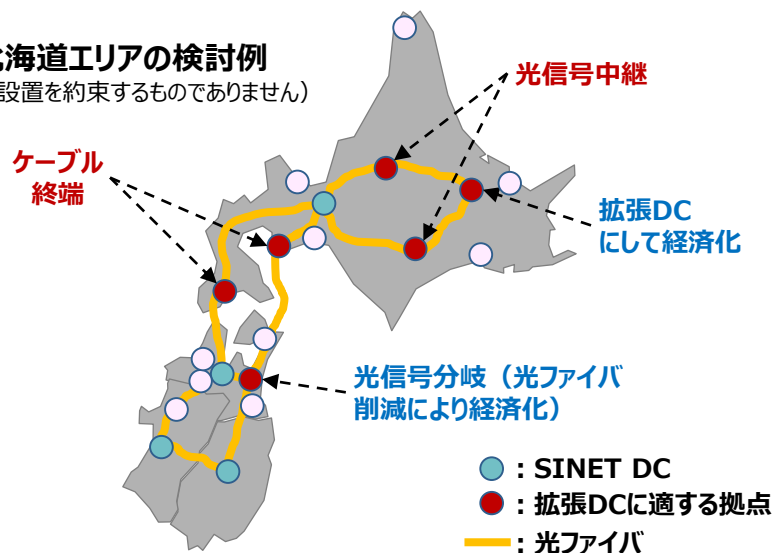 海道エリアの検討例
設置を約束するものでありません）
光信号中継
ケーブル
終端
拡張DC
にして経済化
光信号分岐（光ファイバ
削減により経済化）
：SINET DC
：拡張DCに適する拠点
：光ファイバ